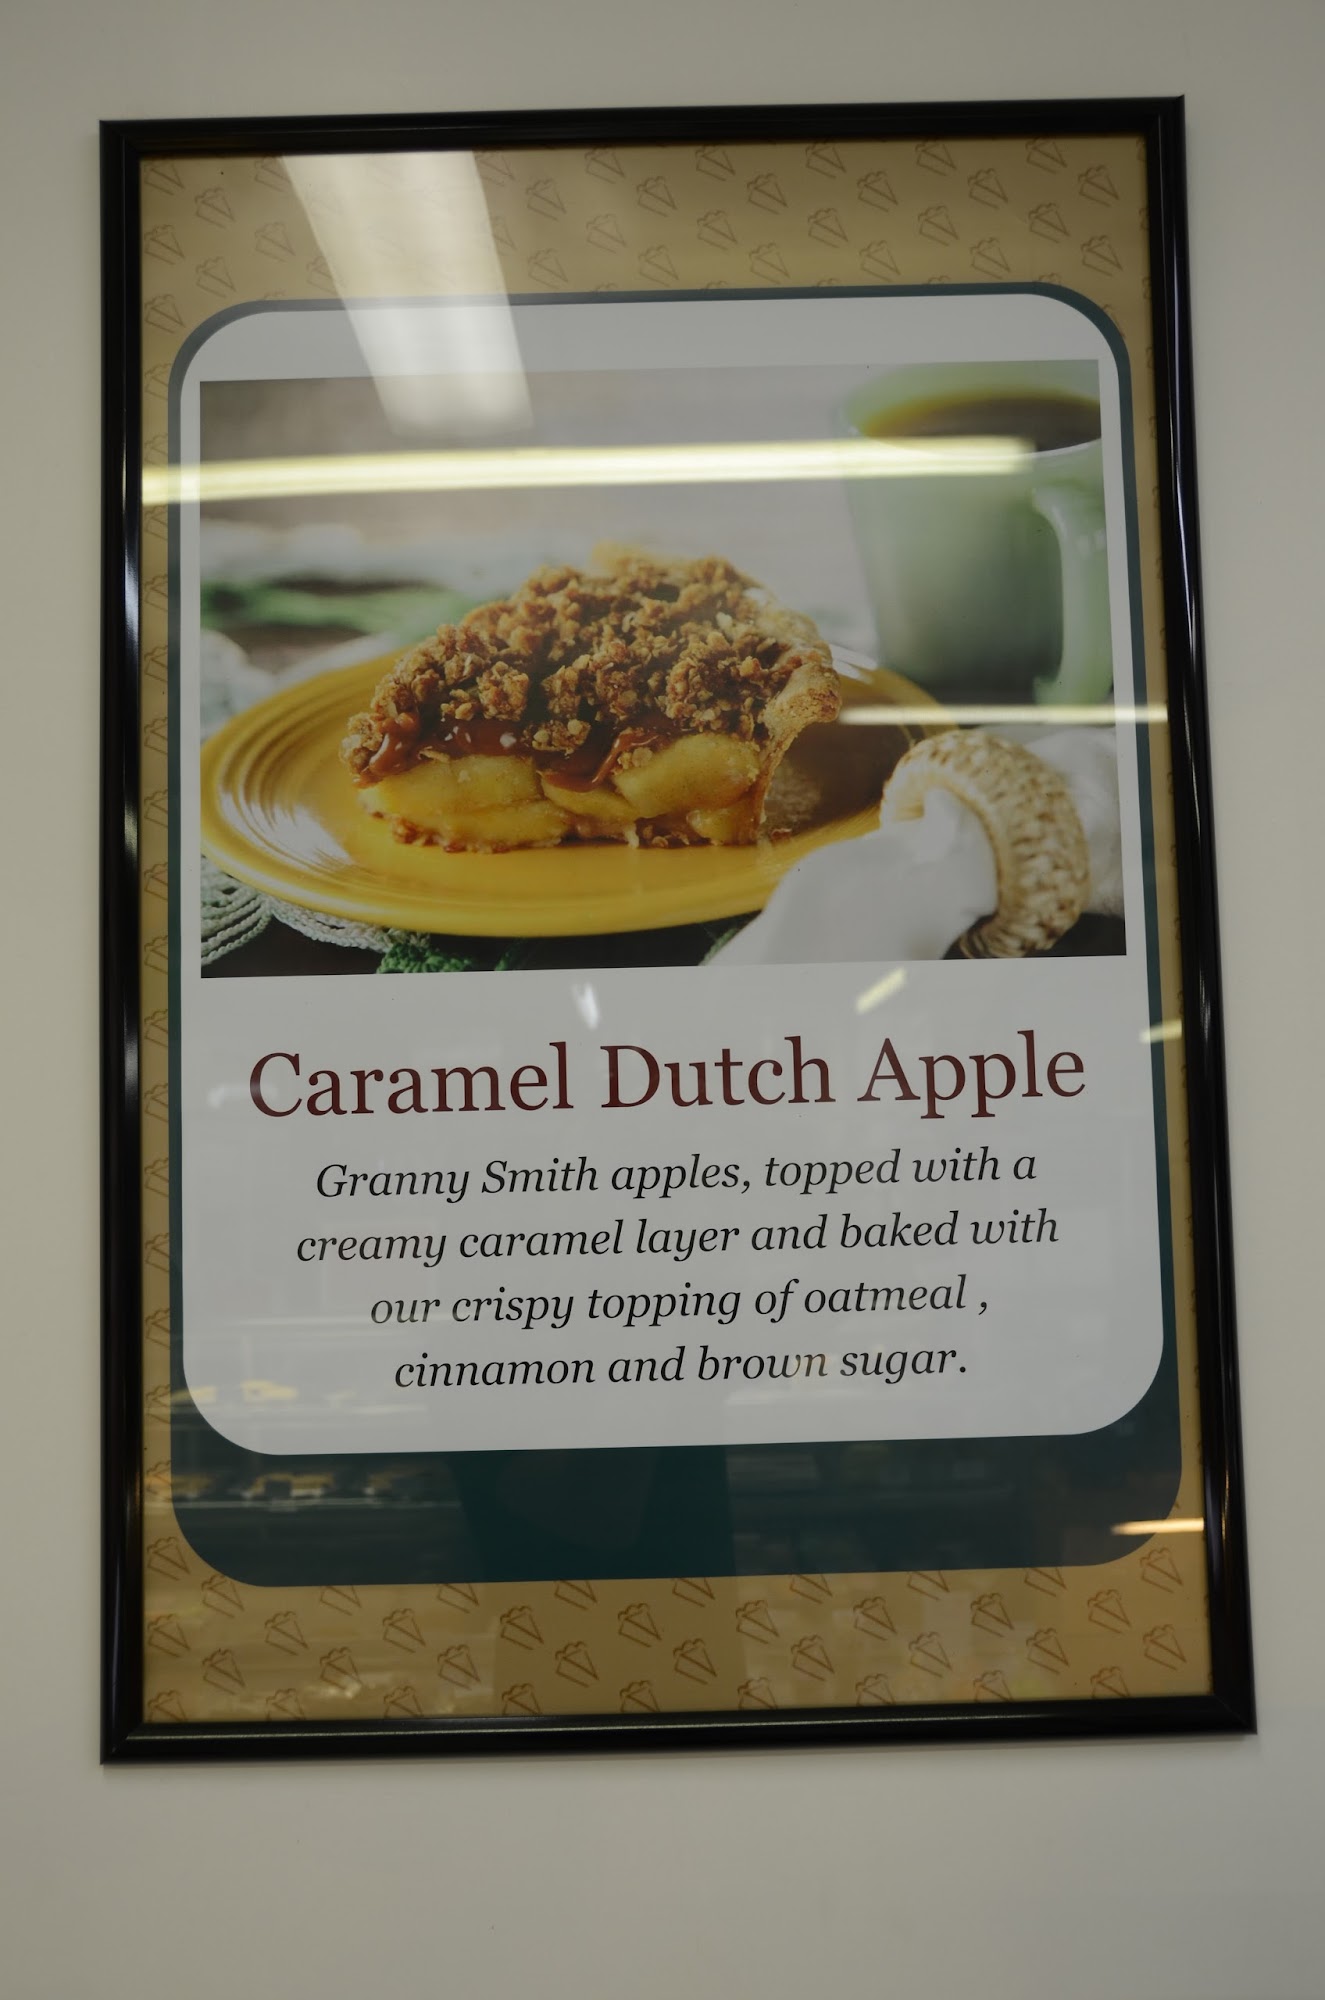 Caramel Dutch Apple
Granny Smith apples, topped with a
creamy caramel layer and baked with
our crispy topping of oatmeal ,
cinnamon and brown sugar.